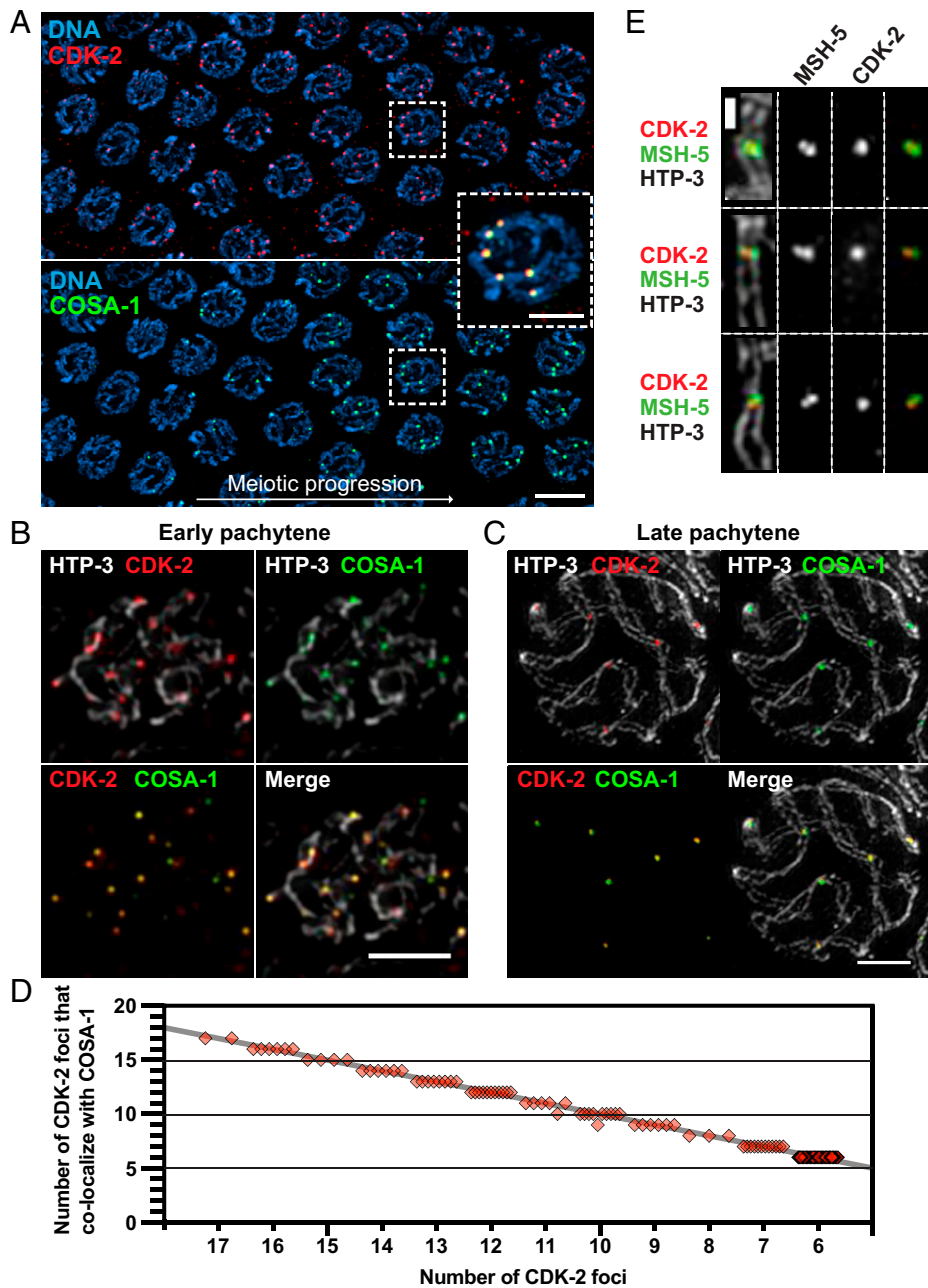 A
DNA
CDK-2
DNA
COSA-1
Meiotic progression
E
MSH-5
CDK-2
CDK-2
MSH-5
HTP-3
CDK-2
MSH-5
HTP-3
CDK-2
MSH-5
HTP-3
B
Early pachytene
HTP-3 CDK-2
HTP-3 COSA-1
CDK-2 COSA-1
Merge
C
Late pachytene
HTP-3 CDK-2
HTP-3 COSA-1
CDK-2 COSA-1
Merge
D
Number of CDK-2 foci that
co-localize with COSA-1
20
15
10
5
0
17 16 15 14 13 12 11 10 9 8 7 6
Number of CDK-2 foci